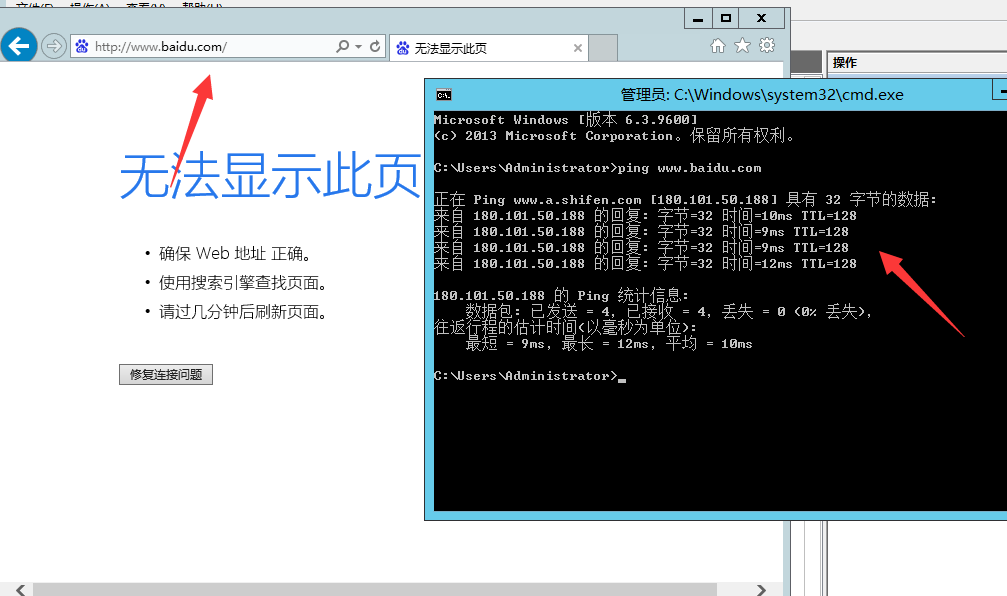 http://www.baidu.com/
无法显示此页
操作
无法显示此页
• 确保 Web 地址 正确。
• 使用搜索引擎查找页面。
• 请过几分钟后刷新页面。
修复连接问题
管理员: C:\Windows\system32\cmd.exe
Microsoft Windows [版本 6.3.9600]
(c) 2013 Microsoft Corporation。保留所有权利。
C:\Users\Administrator>ping www.baidu.com
正在 Ping www.a.shifen.com [180.101.50.188] 具有 32 字节的数据:
来自 180.101.50.188 的回复: 字节=32 时间=10ms TTL=128
来自 180.101.50.188 的回复: 字节=32 时间=9ms TTL=128
来自 180.101.50.188 的回复: 字节=32 时间=9ms TTL=128
来自 180.101.50.188 的回复: 字节=32 时间=12ms TTL=128
180.101.50.188 的 Ping 统计信息:
数据包: 已发送 = 4, 已接收 = 4, 丢失 = 0 (0% 丢失),
往返行程的估计时间(以毫秒为单位):
最短 = 9ms, 最长 = 12ms, 平均 = 10ms
C:\Users\Administrator>